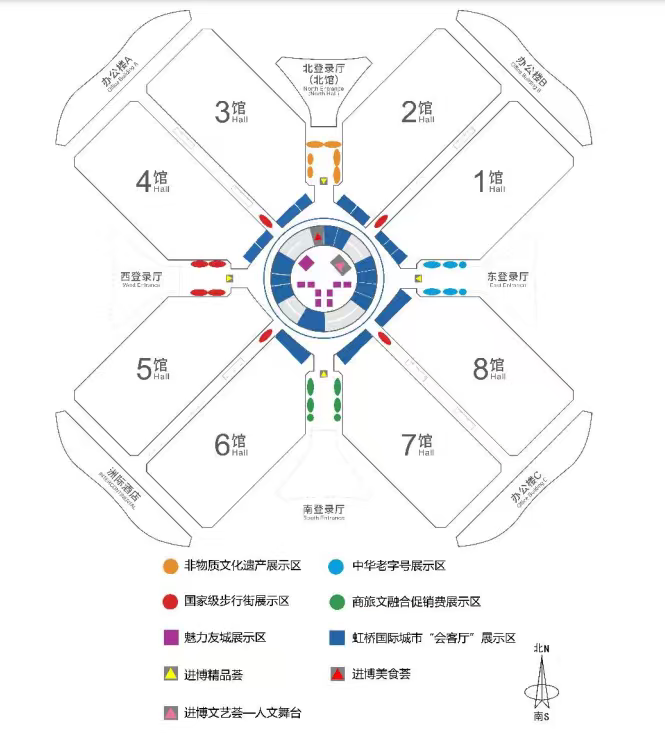 办公楼A
Office Building A
北登录厅
(北馆)
North Entrance
(North Hall)
办公楼B
Office Building B
3馆
Hall
2馆
Hall
4馆
Hall
1馆
Hall
西登录厅
West Entrance
东登录厅
East Entrance
5馆
Hall
8馆
Hall
6馆
Hall
7馆
Hall
洲际酒店
INTERCONTINENTAL
南登录厅
South Entrance
办公楼C
Office Building C
非物质文化遗产展示区
中华老字号展示区
国家级步行街展示区
商旅文融合促销费展示区
魅力友城展示区
虹桥国际城市“会客厅”展示区
进博精品荟
进博美食荟
进博文艺荟—人文舞台
北N
南S